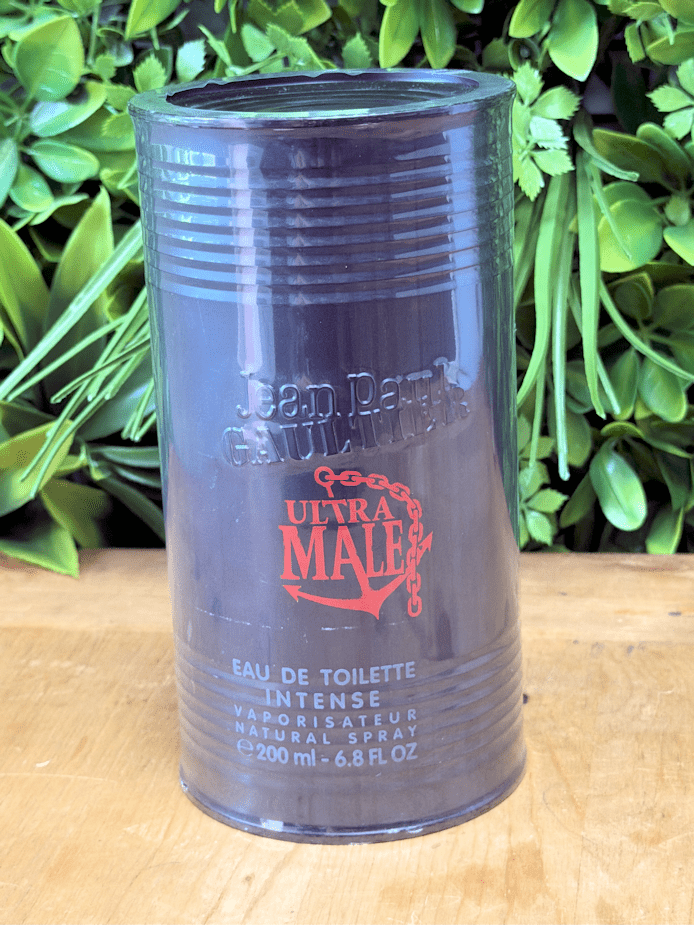 Jean Paul
GAULTIER
ULTRA
MALE
EAU DE TOILETTE
INTENSE
VAPORISATEUR
NATURAL SPRAY
℮200 ml - 6.8 FL OZ